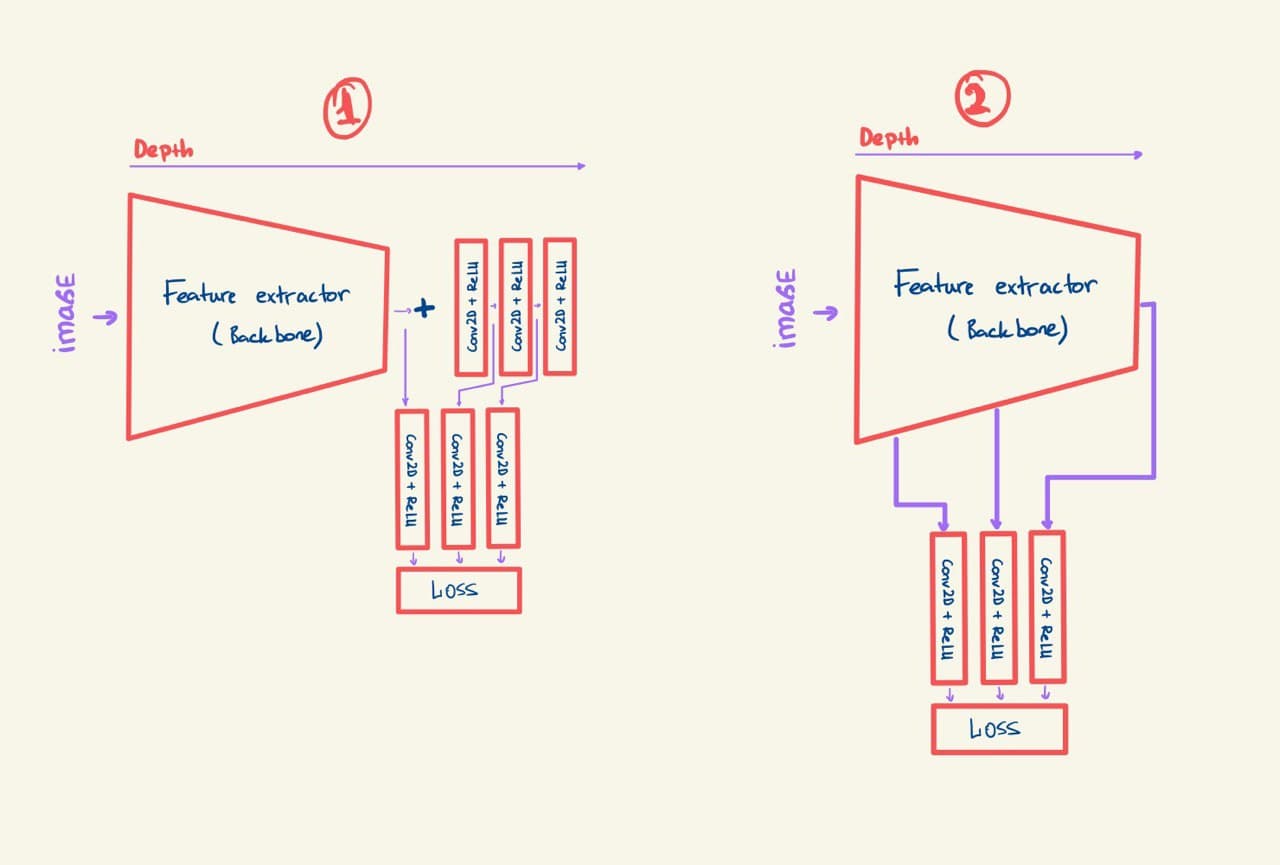 1
Depth
imaGE
Feature extractor
(Backbone)
+
Conv2D + ReLU
Conv2D + ReLU
Conv2D + ReLU
Conv2D + ReLU
Conv2D + ReLU
Conv2D + ReLU
Loss
2
Depth
imaGE
Feature extractor
(Backbone)
Conv2D + ReLU
Conv2D + ReLU
Conv2D + ReLU
Loss